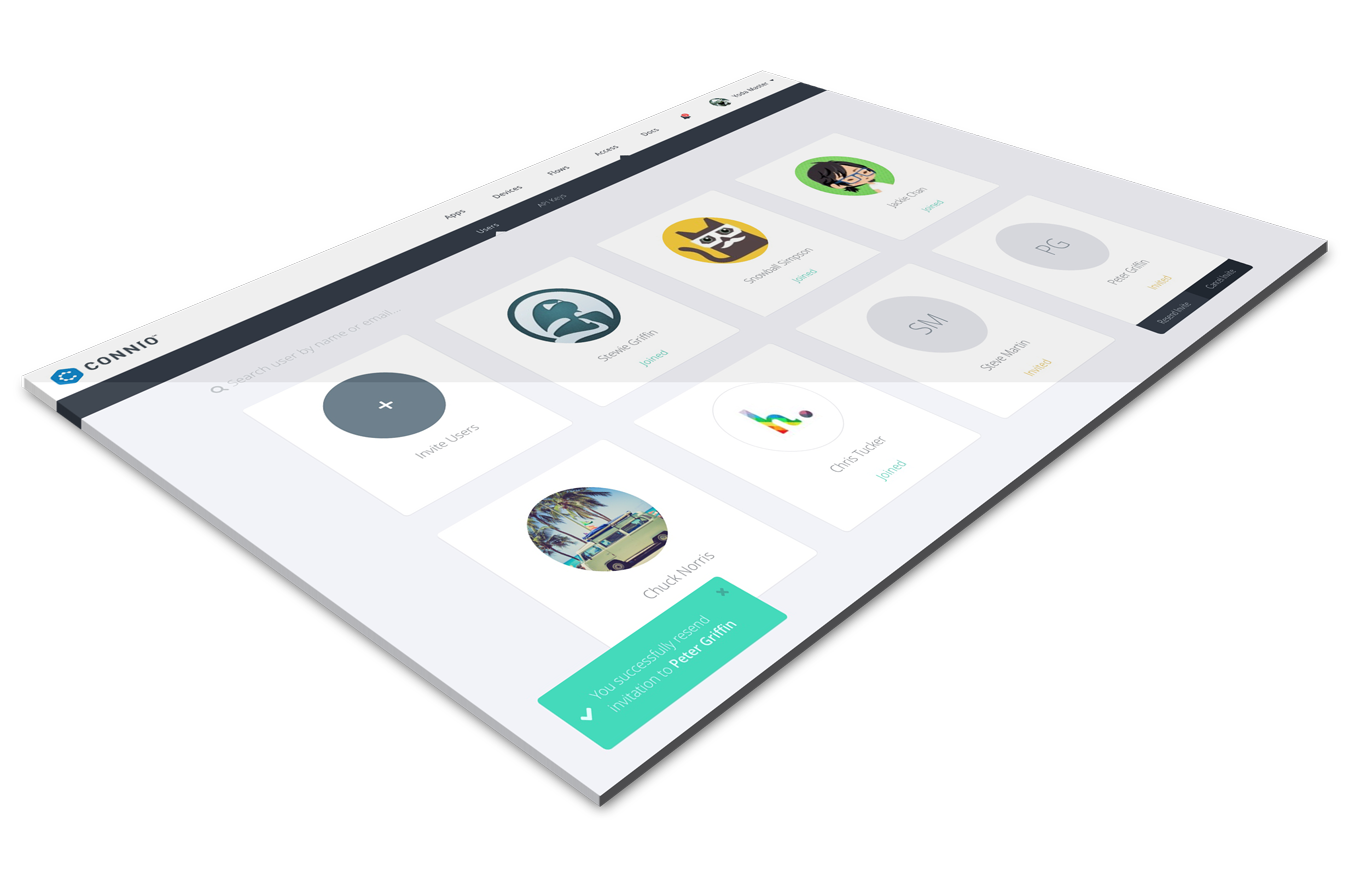 CONNIO™
Apps
Devices
Flows
Access
Docs
Yoda Master
Users
API Keys
Search user by name or email...
+
Invite Users
Stewie Griffin
Joined
Snowball Simpson
Joined
Jackie Chan
Joined
Chuck Norris
h.
Chris Tucker
Joined
SM
Steve Martin
Invited
PG
Peter Griffin
Invited
Resend Invite
Cancel Invite
You successfully resend
invitation to Peter Griffin